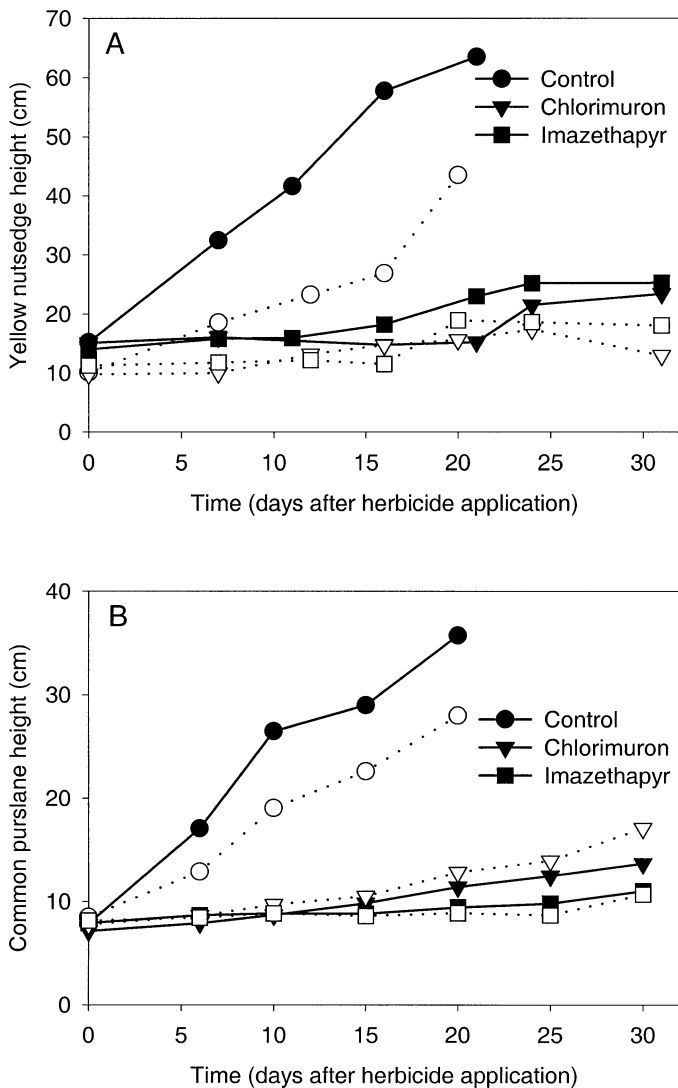 70
A
60
Control
Chlorimuron
50
Imazethapyr
40
30
20
10
0
Yellow nutsedge height (cm)
0 5 10 15 20 25 30
Time (days after herbicide application)
40
B
30
Control
Chlorimuron
Imazethapyr
20
10
0
Common purslane height (cm)
0 5 10 15 20 25 30
Time (days after herbicide application)